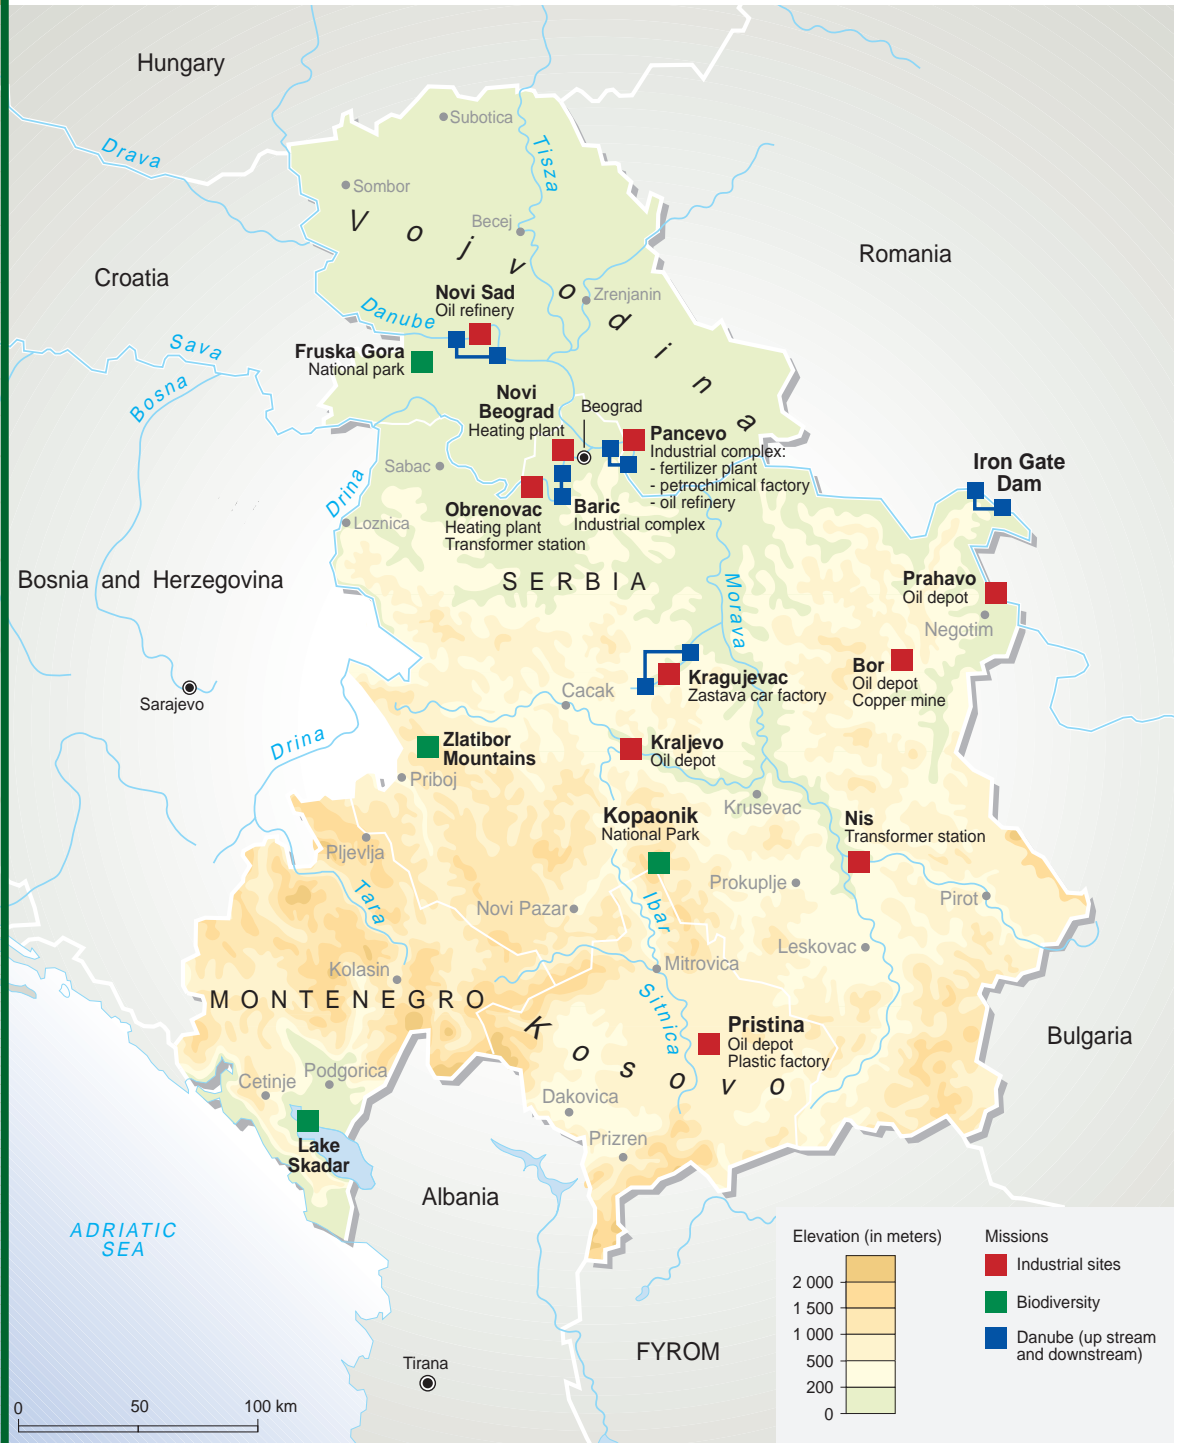 Hungary
Subotica
Tisza
Drava
Sombor
Becej
Vojvodina
Romania
Croatia
Novi Sad
Oil refinery
Zrenjanin
Danube
Sava
Fruska Gora
National park
Bosna
Novi
Beograd
Heating plant
Beograd
Pancevo
Industrial complex:
- fertilizer plant
- petrochimical factory
- oil refinery
Iron Gate
Dam
Sabac
Drina
Obrenovac
Heating plant
Transformer station
Baric
Industrial complex
Loznica
Bosnia and Herzegovina
SERBIA
Morava
Prahavo
Oil depot
Negotim
Bor
Oil depot
Copper mine
Kragujevac
Zastava car factory
Cacak
Sarajevo
Drina
Zlatibor
Mountains
Kraljevo
Oil depot
Priboj
Krusevac
Kopaonik
National Park
Nis
Transformer station
Pljevlja
Tara
Prokuplje
Pirot
Novi Pazar
Ibar
Leskovac
Mitrovica
Kolasin
MONTENEGRO
Sitnica
Kosovo
Pristina
Oil depot
Plastic factory
Bulgaria
Podgorica
Cetinje
Dakovica
Lake
Skadar
Prizren
Albania
ADRIATIC
SEA
FYROM
Tirana
0 50 100 km
Elevation (in meters)
2 000
1 500
1 000
500
200
0
Missions
Industrial sites
Biodiversity
Danube (up stream
and downstream)